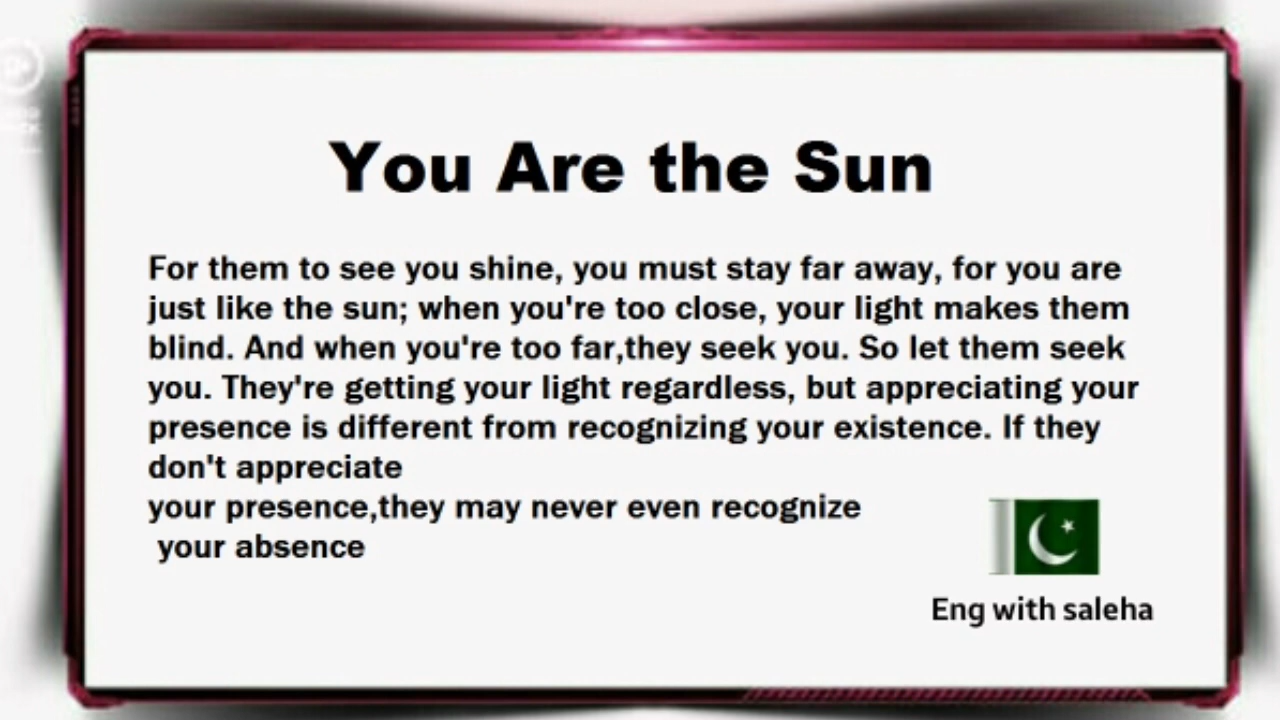 You Are the Sun
For them to see you shine, you must stay far away, for you are
just like the sun; when you're too close, your light makes them
blind. And when you're too far,they seek you. So let them seek
you. They're getting your light regardless, but appreciating your
presence is different from recognizing your existence. If they
don't appreciate
your presence,they may never even recognize
your absence
Eng with saleha